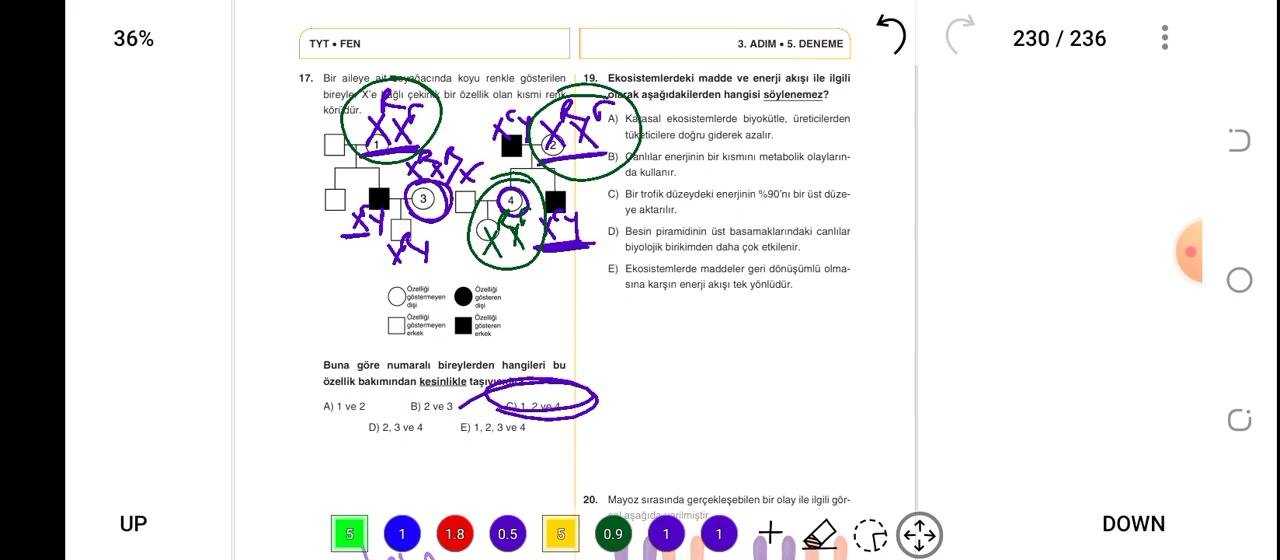 36%
230 / 236
TYT • FEN
3. ADIM • 5. DENEME
17. Bir aileye ait soyağacında koyu renkle gösterilen
bireyler X'e bağlı çekinik bir özellik olan kısmi renk
körüdür.
1
2
3
4
Özelliği göstermeyen dişi
Özelliği gösteren dişi
Özelliği göstermeyen erkek
Özelliği gösteren erkek
Buna göre numaralı bireylerden hangileri bu
özellik bakımından kesinlikle
A) 1 ve 2
B) 2 ve 3
C) 1, 2 ve 4
D) 2, 3 ve 4
E) 1, 2, 3 ve 4
19. Ekosistemlerdeki madde ve enerji akışı ile ilgili
olarak aşağıdakilerden hangisi söylenemez?
A) Karasal ekosistemlerde biyokütle, üreticilerden
tüketicilere doğru giderek azalır.
B) Canlılar enerjinin bir kısmını metabolik olayların-
da kullanır.
C) Bir trofik düzeydeki enerjinin %90'nı bir üst düze-
ye aktarılır.
D) Besin piramidinin üst basamaklarındaki canlılar
biyolojik birikimden daha çok etkilenir.
E) Ekosistemlerde maddeler geri dönüşümlü olma-
sına karşın enerji akışı tek yönlüdür.
20. Mayoz sırasında gerçekleşebilen bir olay ile ilgili gör-
sel aşağıda verilmiştir.
UP
5
1
1.8
0.5
5
0.9
1
1
DOWN